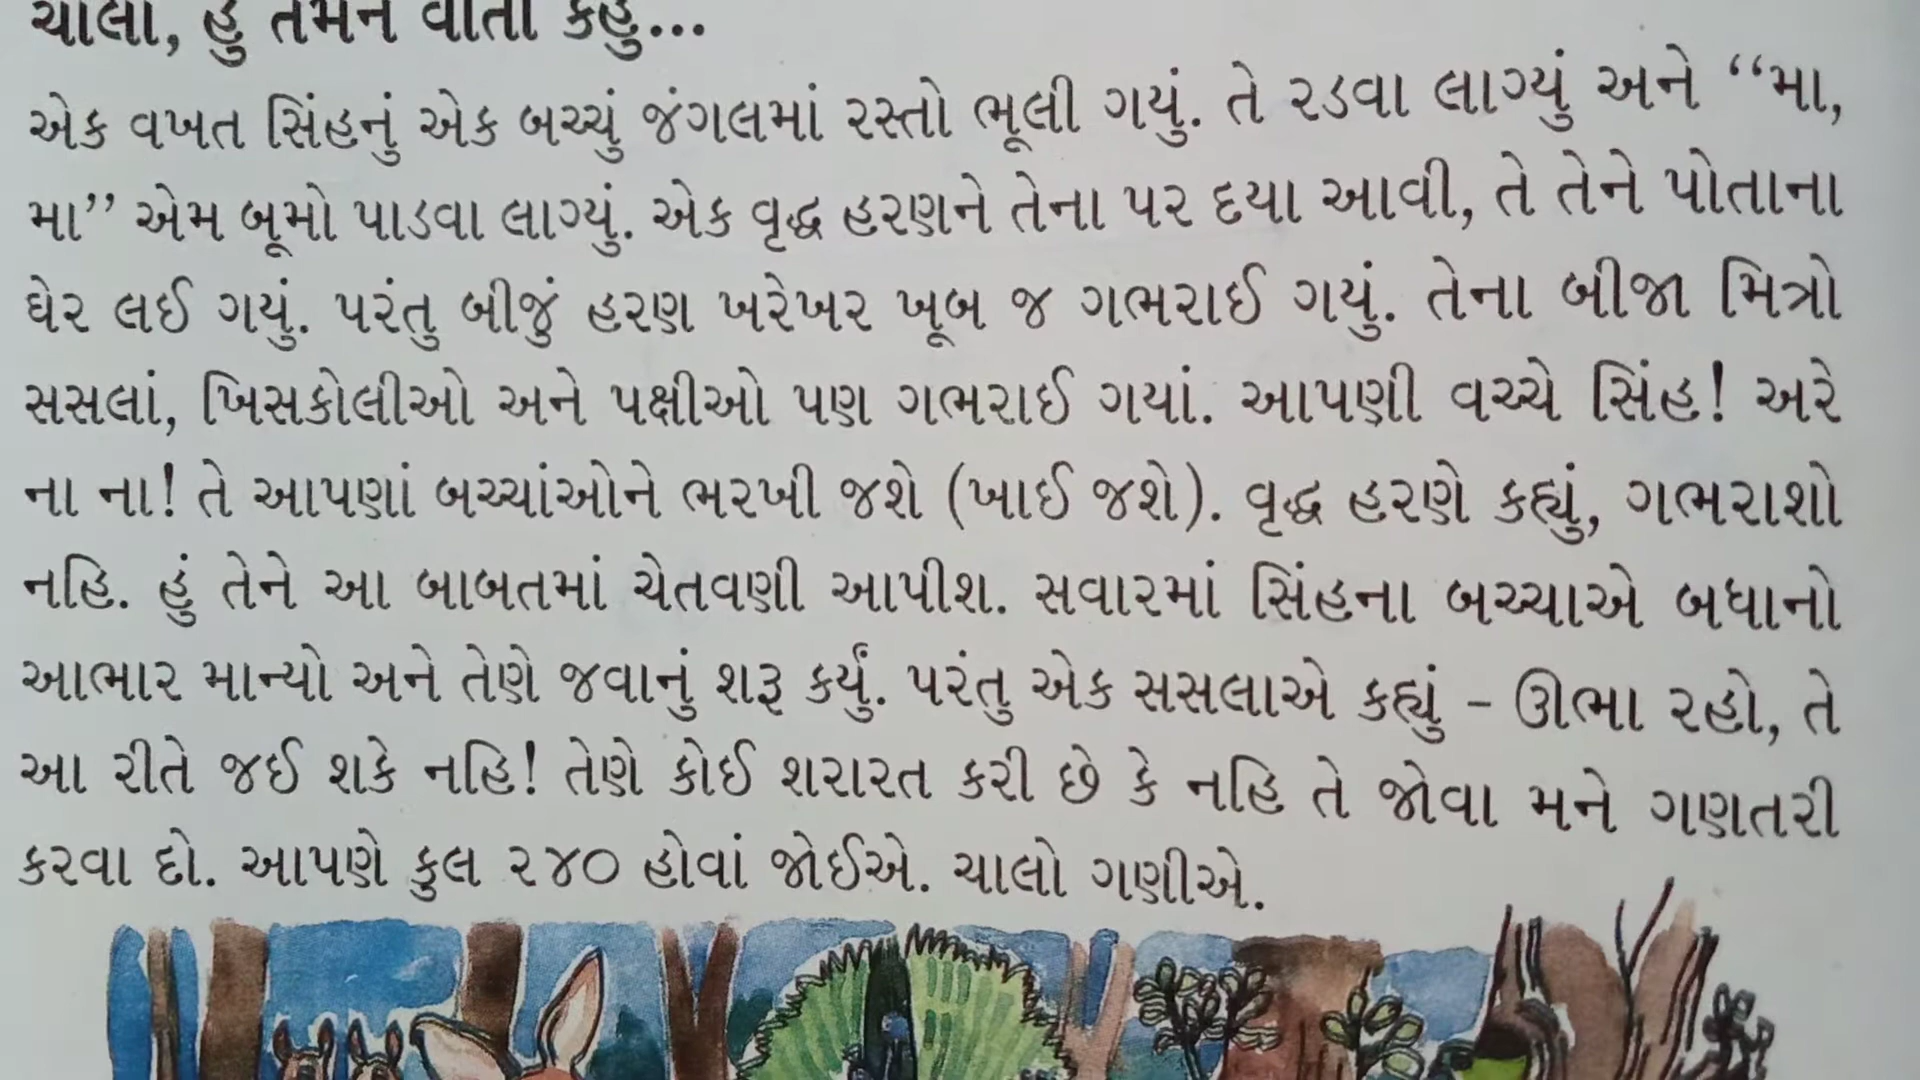 ચાલો, હું તમને વાર્તા કહું...
એક વખત સિંહનું એક બચ્ચું જંગલમાં રસ્તો ભૂલી ગયું. તે રડવા લાગ્યું અને “મા,
મા” એમ બૂમો પાડવા લાગ્યું. એક વૃદ્ધ હરણને તેના પર દયા આવી, તે તેને પોતાના
ઘેર લઈ ગયું. પરંતુ બીજું હરણ ખરેખર ખૂબ જ ગભરાઈ ગયું. તેના બીજા મિત્રો
સસલાં, ખિસકોલીઓ અને પક્ષીઓ પણ ગભરાઈ ગયાં. આપણી વચ્ચે સિંહ! અરે
ના ના! તે આપણાં બચ્ચાંઓને ભરખી જશે (ખાઈ જશે). વૃદ્ધ હરણે કહ્યું, ગભરાશો
નહિ. હું તેને આ બાબતમાં ચેતવણી આપીશ. સવારમાં સિંહના બચ્ચાએ બધાનો
આભાર માન્યો અને તેણે જવાનું શરૂ કર્યું. પરંતુ એક સસલાએ કહ્યું - ઊભા રહો, તે
આ રીતે જઈ શકે નહિ! તેણે કોઈ શરારત કરી છે કે નહિ તે જોવા મને ગણતરી
કરવા દો. આપણે કુલ ૨૪૦ હોવાં જોઈએ. ચાલો ગણીએ.